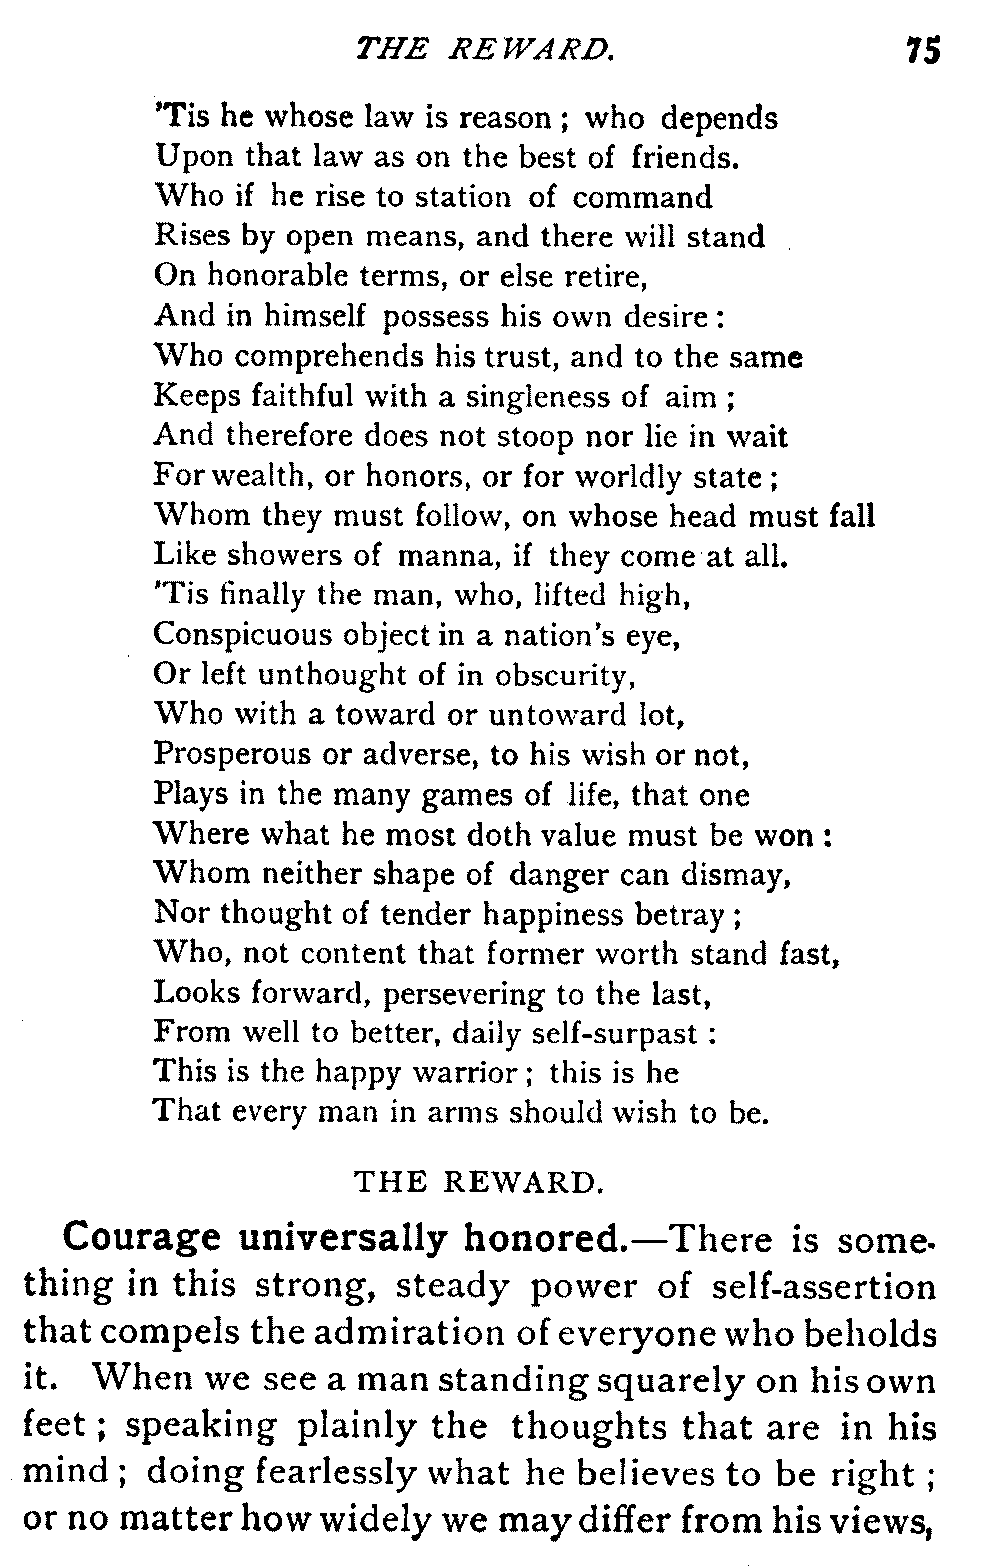 THE REWARD. 75
'Tis he whose law is reason ; who depends
Upon that law as on the best of friends.
Who if he rise to station of command
Rises by open means, and there will stand
On honorable terms, or else retire,
And in himself possess his own desire :
Who comprehends his trust, and to the same
Keeps faithful with a singleness of aim ;
And therefore does not stoop nor lie in wait
For wealth, or honors, or for worldly state ;
Whom they must follow, on whose head must fall
Like showers of manna, if they come at all.
'Tis finally the man, who, lifted high,
Conspicuous object in a nation's eye,
Or left unthought of in obscurity,
Who with a toward or untoward lot,
Prosperous or adverse, to his wish or not,
Plays in the many games of life, that one
Where what he most doth value must be won :
Whom neither shape of danger can dismay,
Nor thought of tender happiness betray ;
Who, not content that former worth stand fast,
Looks forward, persevering to the last,
From well to better, daily self-surpast :
This is the happy warrior ; this is he
That every man in arms should wish to be.
THE REWARD.
Courage universally honored.—There is some-
thing in this strong, steady power of self-assertion
that compels the admiration of everyone who beholds
it. When we see a man standing squarely on his own
feet ; speaking plainly the thoughts that are in his
mind ; doing fearlessly what he believes to be right ;
or no matter how widely we may differ from his views,